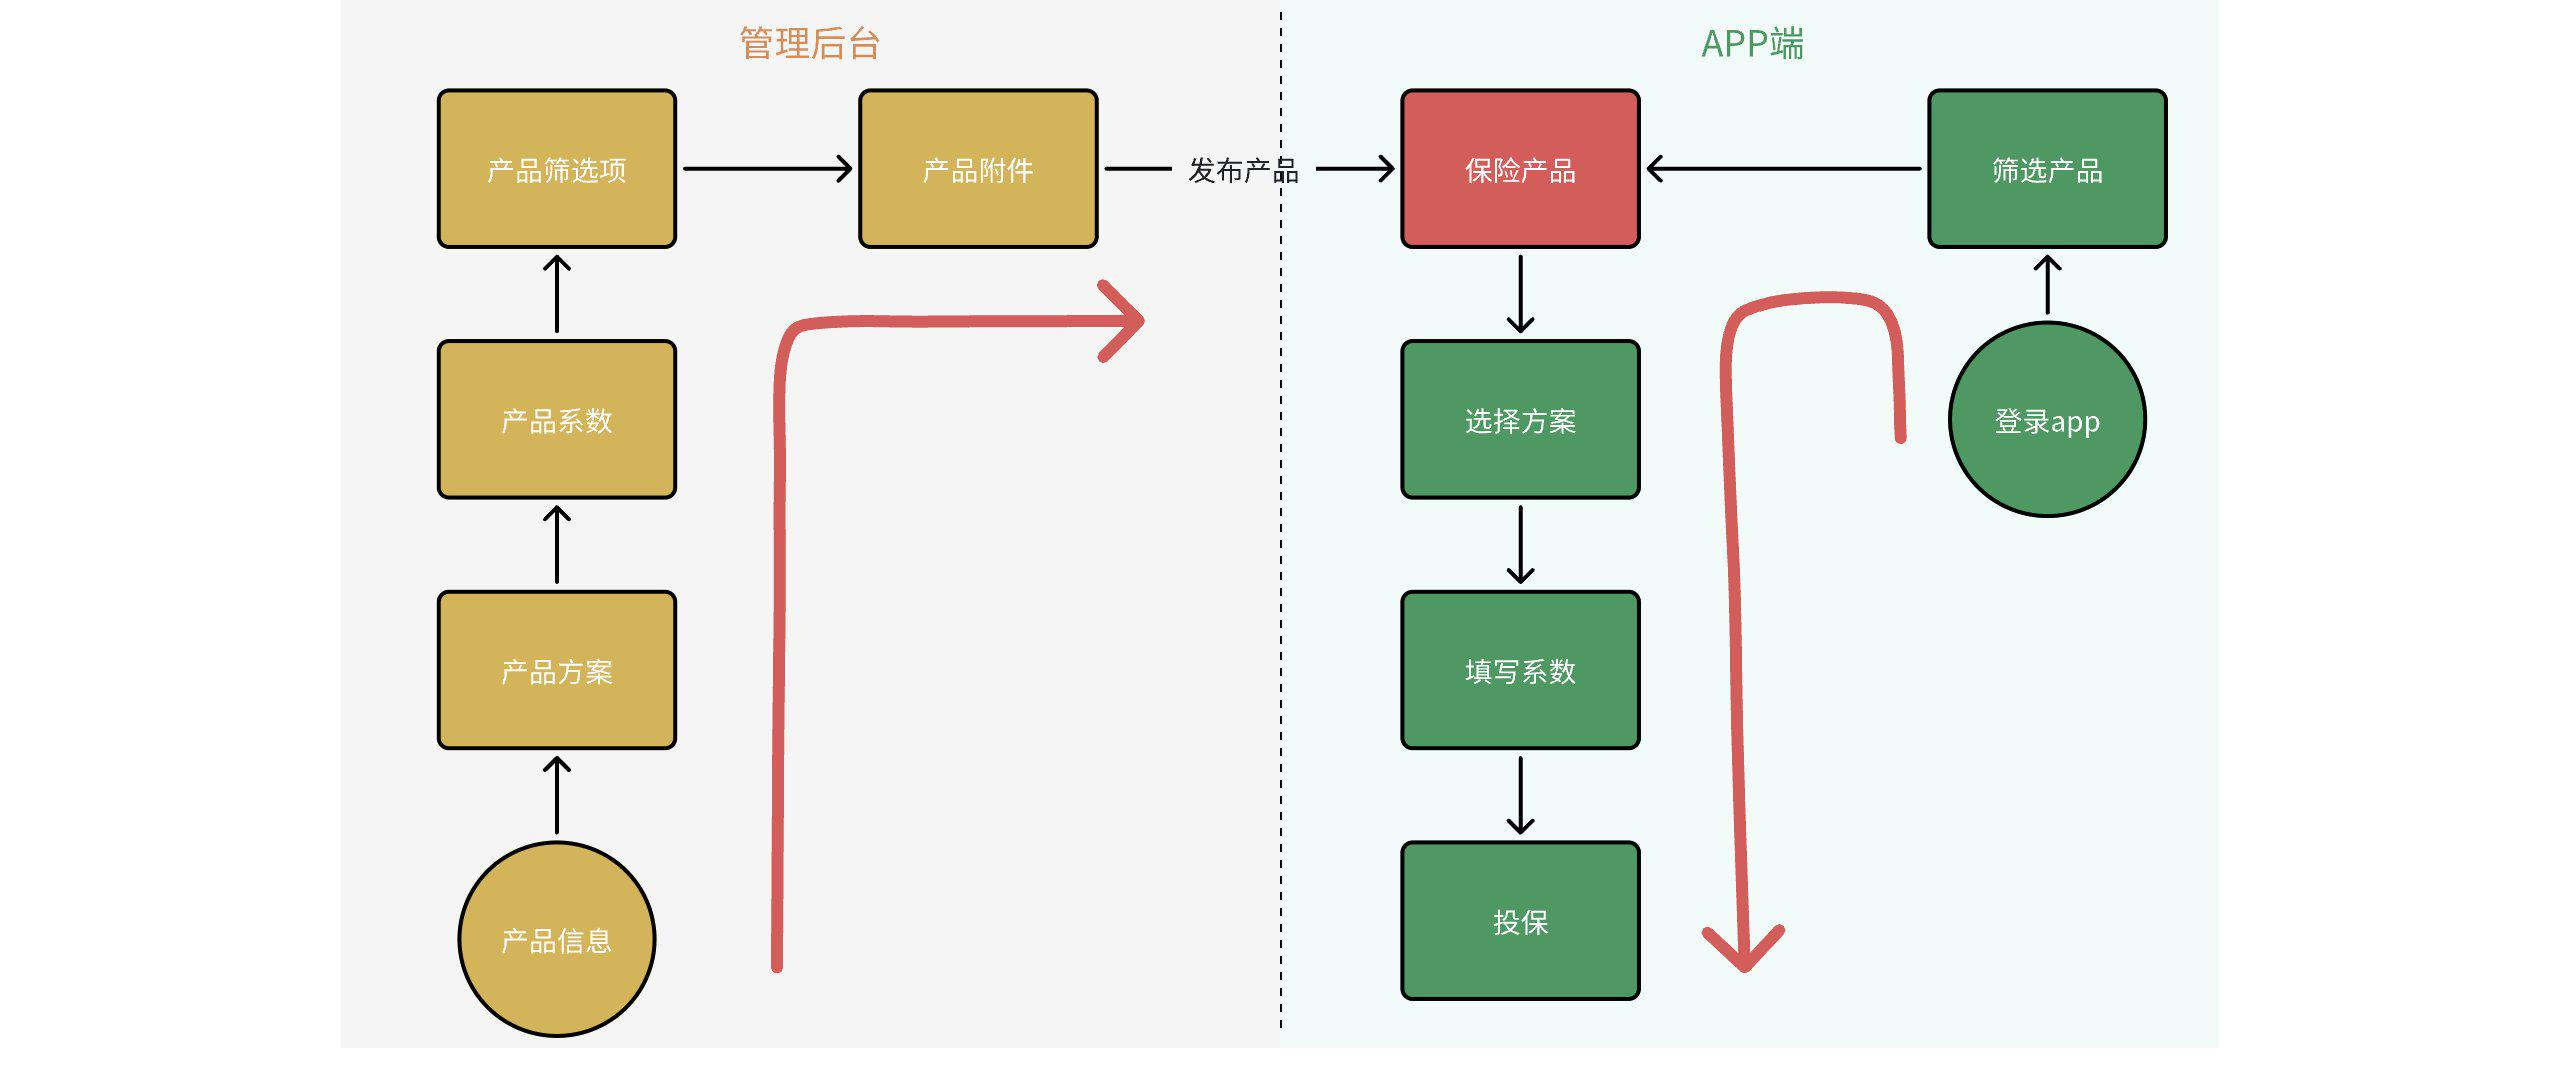 管理后台
APP端
产品筛选项
产品附件
发布产品
保险产品
筛选产品
产品系数
选择方案
登录app
产品方案
填写系数
产品信息
投保